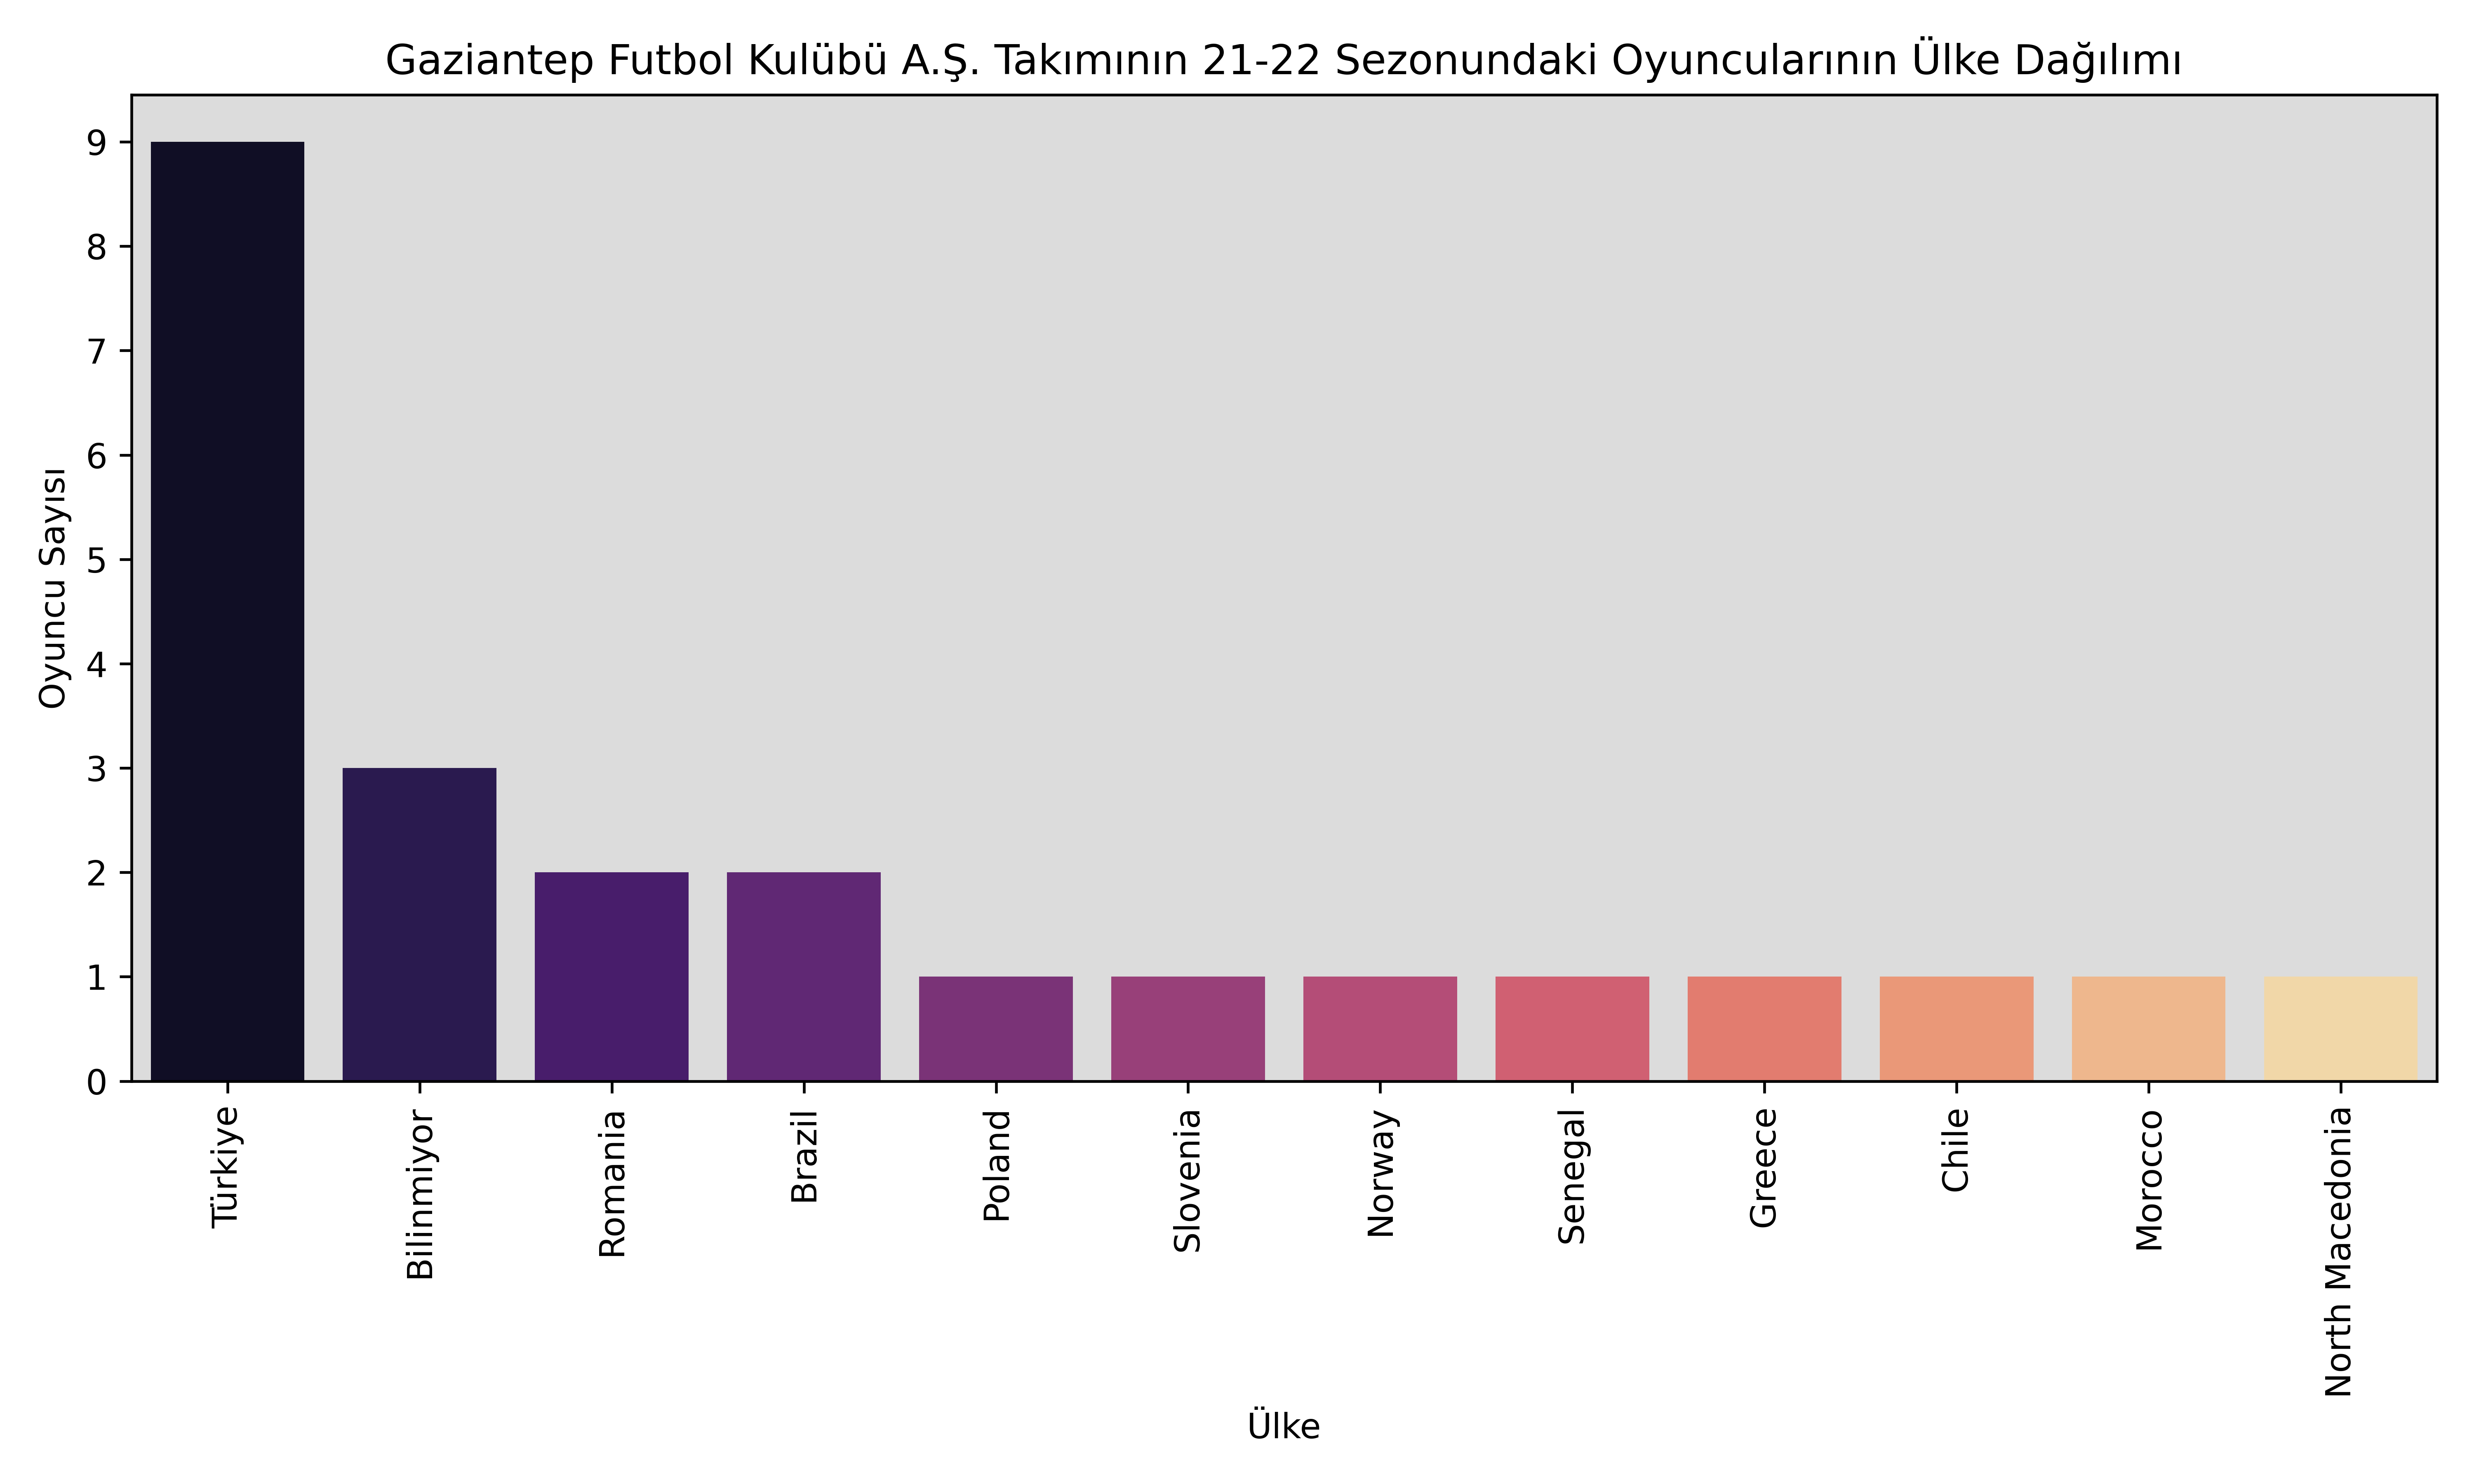 Gaziantep Futbol Kulübü A.Ş. Takımının 21-22 Sezonundaki Oyuncularının Ülke Dağılımı
Oyuncu Sayısı
9
8
7
6
5
4
3
2
1
0
Türkiye
Bilinmiyor
Romania
Brazil
Poland
Slovenia
Norway
Senegal
Greece
Chile
Morocco
North Macedonia
Ülke